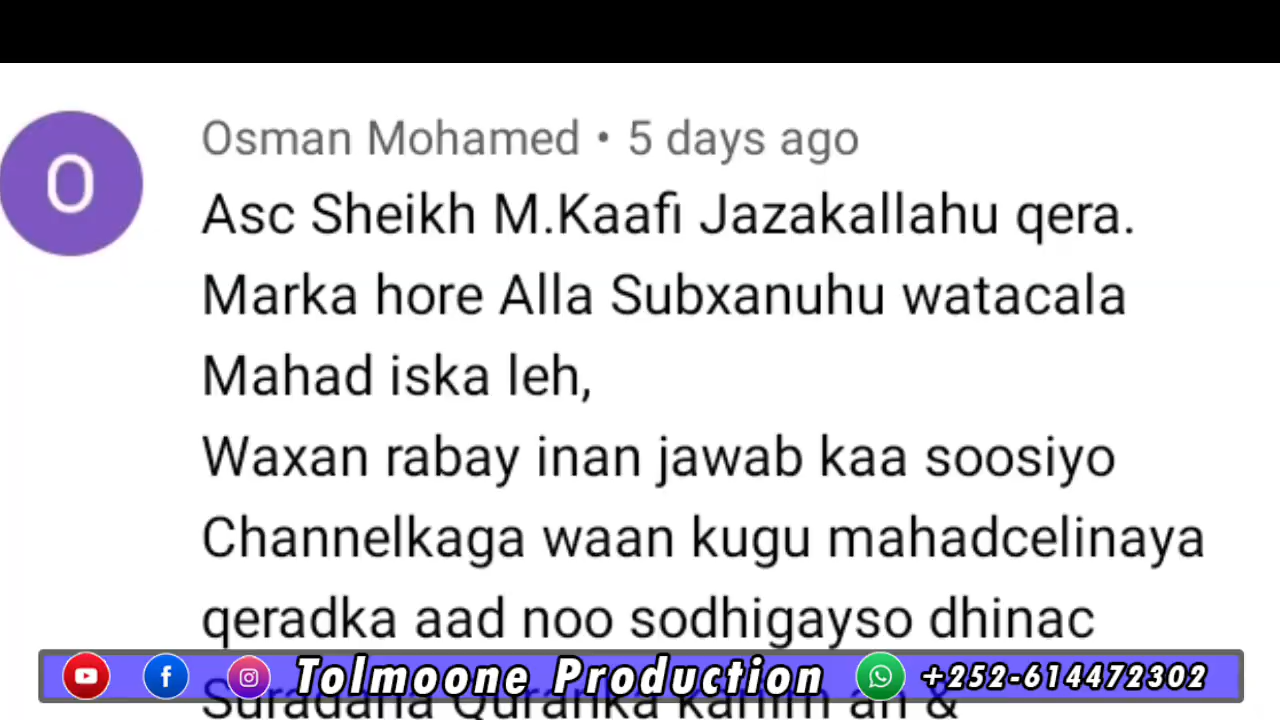 Osman Mohamed • 5 days ago
O
Asc Sheikh M.Kaafi Jazakallahu qera.
Marka hore Alla Subxanuhu watacala
Mahad iska leh,
Waxan rabay inan jawab kaa soosiyo
Channelkaga waan kugu mahadcelinaya
qeradka aad noo sodhigayso dhinac
Tolmoone Production +252-614472302
Quranka &